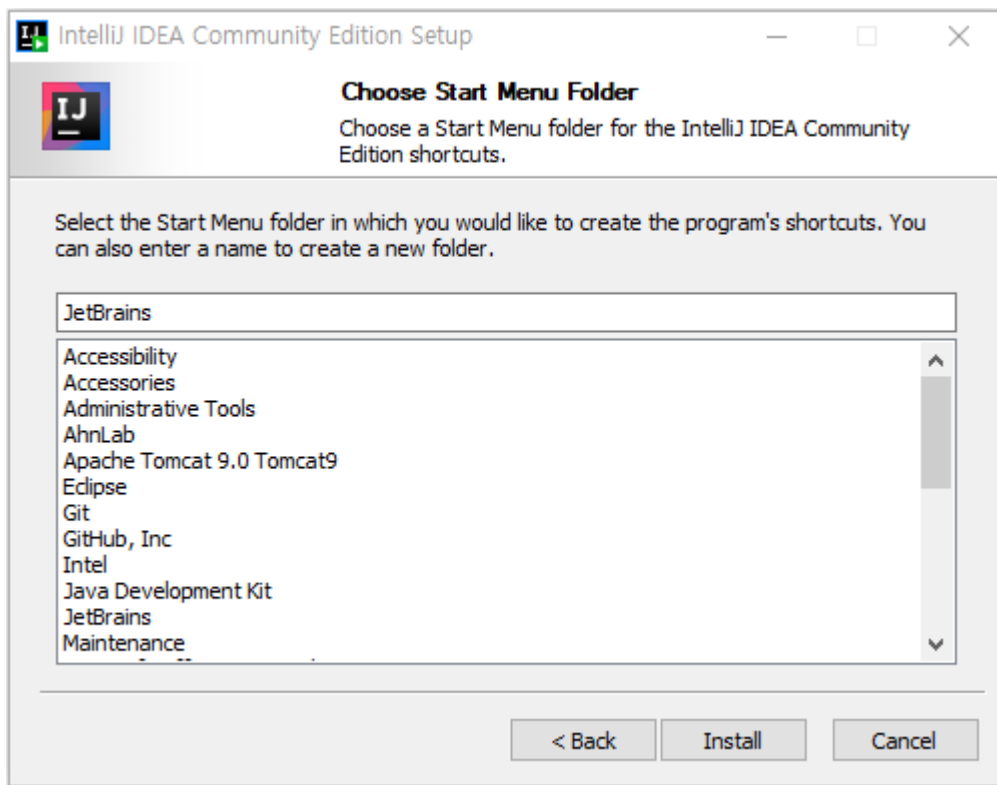 IntelliJ IDEA Community Edition Setup
IJ
Choose Start Menu Folder
Choose a Start Menu folder for the IntelliJ IDEA Community
Edition shortcuts.
Select the Start Menu folder in which you would like to create the program's shortcuts. You
can also enter a name to create a new folder.
JetBrains
Accessibility
Accessories
Administrative Tools
AhnLab
Apache Tomcat 9.0 Tomcat9
Eclipse
Git
GitHub, Inc
Intel
Java Development Kit
JetBrains
Maintenance
< Back
Install
Cancel